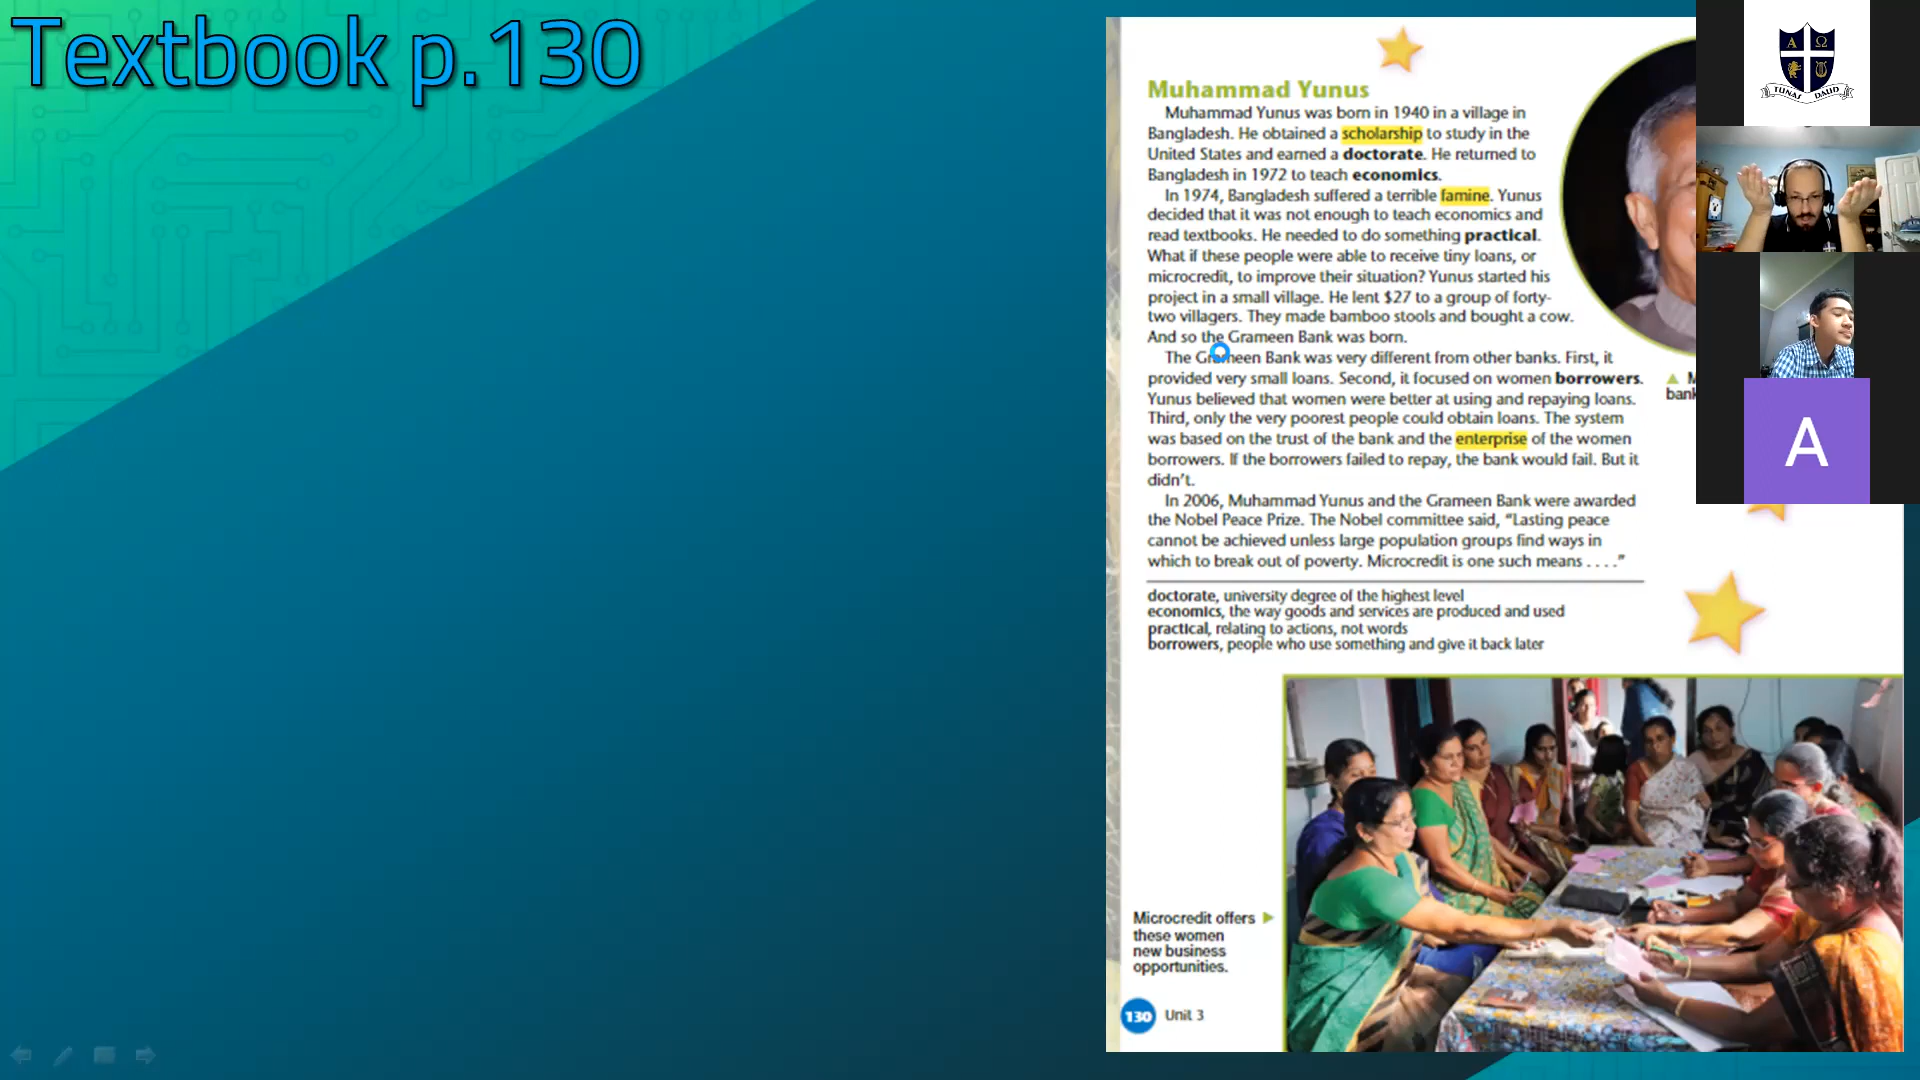 Textbook p.130
Muhammad Yunus
Muhammad Yunus was born in 1940 in a village in
Bangladesh. He obtained a scholarship to study in the
United States and earned a doctorate. He returned to
Bangladesh in 1972 to teach economics.
In 1974, Bangladesh suffered a terrible famine. Yunus
decided that it was not enough to teach economics and
read textbooks. He needed to do something practical.
What if these people were able to receive tiny loans, or
microcredit, to improve their situation? Yunus started his
project in a small village. He lent $27 to a group of forty-
two villagers. They made bamboo stools and bought a cow.
And so the Grameen Bank was born.
The Grameen Bank was very different from other banks. First, it
provided very small loans. Second, it focused on women borrowers.
Yunus believed that women were better at using and repaying loans.
Third, only the very poorest people could obtain loans. The system
was based on the trust of the bank and the enterprise of the women
borrowers. If the borrowers failed to repay, the bank would fail. But it
didn't.
In 2006, Muhammad Yunus and the Grameen Bank were awarded
the Nobel Peace Prize. The Nobel committee said, "Lasting peace
cannot be achieved unless large population groups find ways in
which to break out of poverty. Microcredit is one such means . . . ."
doctorate, university degree of the highest level
economics, the way goods and services are produced and used
practical, relating to actions, not words
borrowers, people who use something and give it back later
Microcredit offers
these women
new business
opportunities.
130 Unit 3
bank
Α Ω
TUNAS DAUD
A